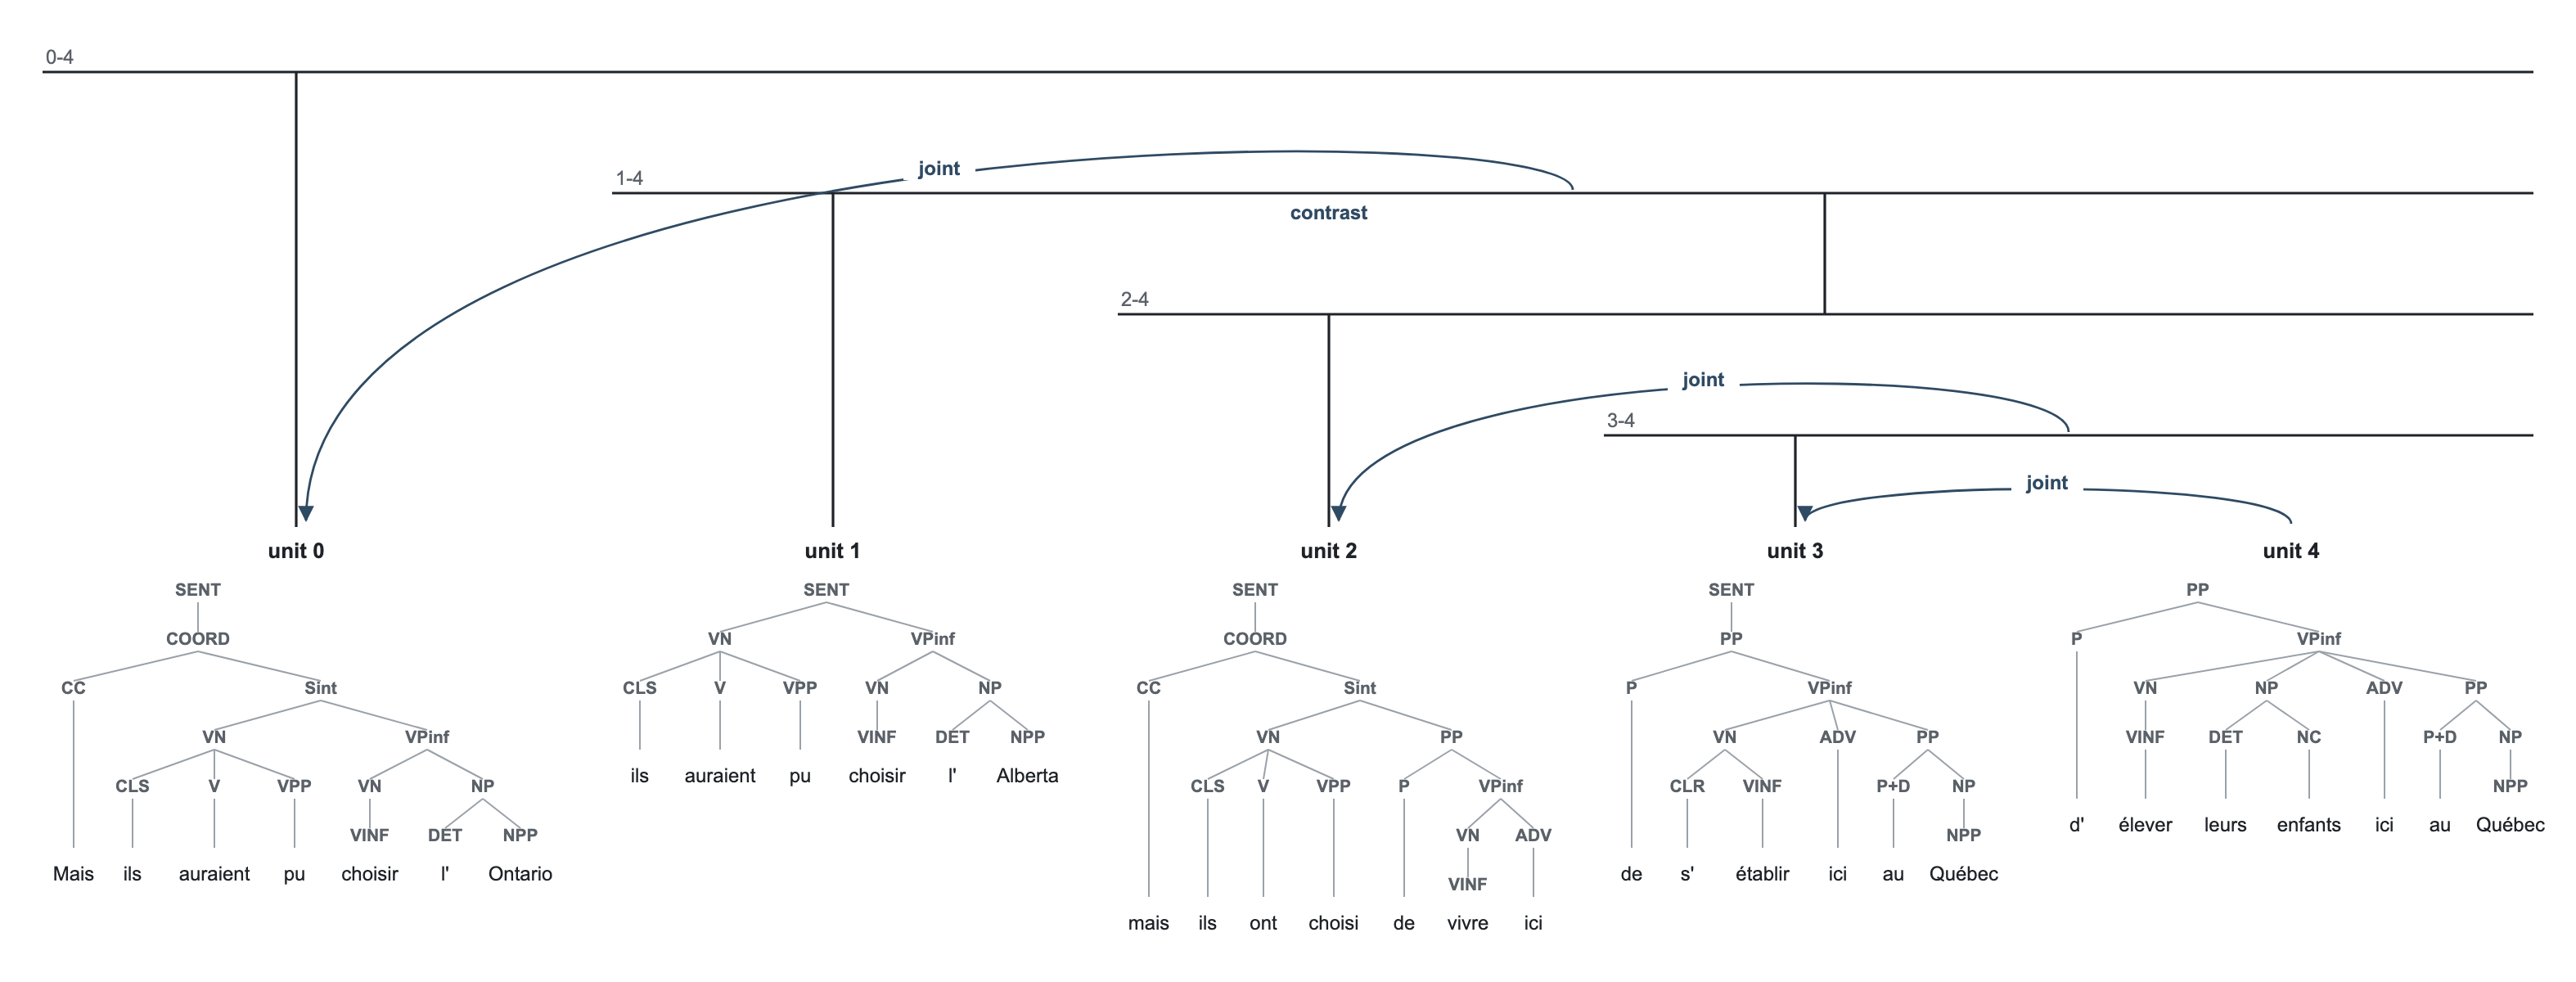 0-4
joint
1-4
contrast
2-4
joint
3-4
joint
unit 0 unit 1 unit 2 unit 3 unit 4
SENT SENT SENT SENT PP
COORD VN VPinf COORD PP P VPinf
CC Sint CLS V VPP VN NP CC Sint P VPinf VN NP ADV PP
VN VPinf VINF DET NPP VN PP VN ADV PP VINF DET NC P+D NP
ils auraient pu choisir l' Alberta
CLS V VPP VN NP CLS V VPP P VPinf CLR VINF P+D NP NPP
d' élever leurs enfants ici au Québec
VINF DET NPP VN ADV NPP
Mais ils auraient pu choisir l' Ontario de s' établir ici au Québec
VINF
mais ils ont choisi de vivre ici